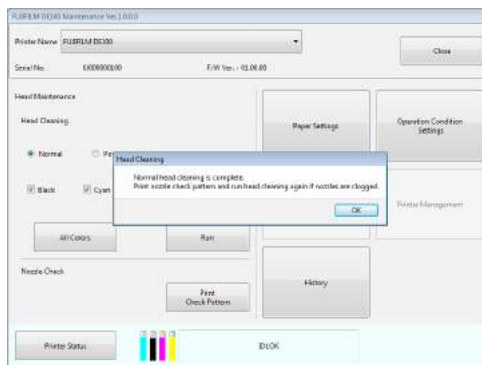 FUJIFILM DE100 Maintenance Ver.1.0.0.0
Printer Name
FUJIFILM DE100
Close
Serial No.
F/W Ver. : 01.00.00
Head Maintenance
Head Cleaning
Paper Settings
Operation Condition
Settings
Normal
Head Cleaning
Normal head cleaning is complete.
Print nozzle check pattern and run head cleaning again if nozzles are clogged.
OK
Black
Cyan
Printer Management
All Colors
Run
Nozzle Check
Print
Check Pattern
History
Printer Status